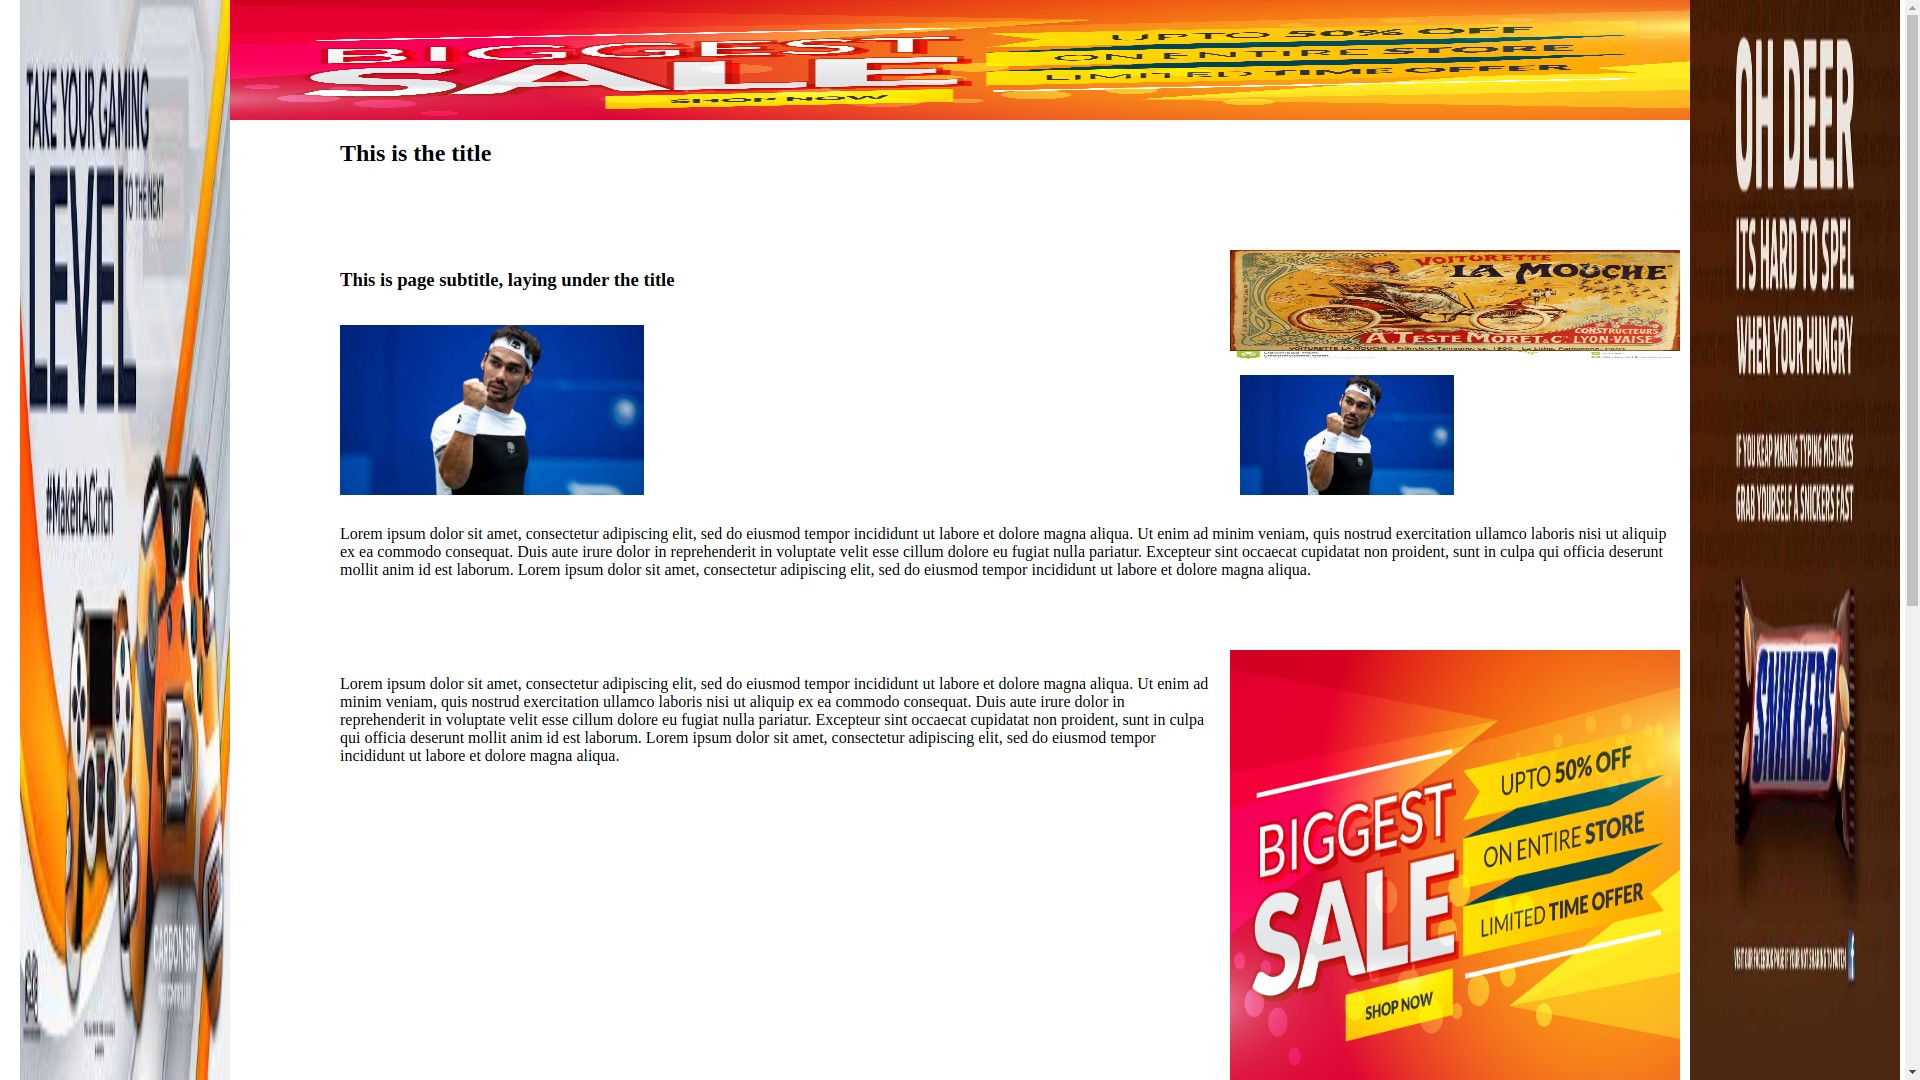 BIGGEST
SALE
SHOP NOW
UPTO 50% OFF
ON ENTIRE STORE
LIMITED TIME OFFER
TAKE YOUR GAMING
LEVEL
TO THE NEXT
#MakeItACinch
CARBON SIX
OH DEER
ITS HARD TO SPEL
WHEN YOUR HUNGRY
IF YOU KEAP MAKING TYPING MISTAKES
GRAB YOURSELF A SNICKERS FAST
SNIKKERS
This is the title
This is page subtitle, laying under the title
VOITURETTE
LA MOUCHE
CONSTRUCTEURS
A. TESTE MORET & C. LYON-VAISE
Lorem ipsum dolor sit amet, consectetur adipiscing elit, sed do eiusmod tempor incididunt ut labore et dolore magna aliqua. Ut enim ad minim veniam, quis nostrud exercitation ullamco laboris nisi ut aliquip
ex ea commodo consequat. Duis aute irure dolor in reprehenderit in voluptate velit esse cillum dolore eu fugiat nulla pariatur. Excepteur sint occaecat cupidatat non proident, sunt in culpa qui officia deserunt
mollit anim id est laborum. Lorem ipsum dolor sit amet, consectetur adipiscing elit, sed do eiusmod tempor incididunt ut labore et dolore magna aliqua.
Lorem ipsum dolor sit amet, consectetur adipiscing elit, sed do eiusmod tempor incididunt ut labore et dolore magna aliqua. Ut enim ad
minim veniam, quis nostrud exercitation ullamco laboris nisi ut aliquip ex ea commodo consequat. Duis aute irure dolor in
reprehenderit in voluptate velit esse cillum dolore eu fugiat nulla pariatur. Excepteur sint occaecat cupidatat non proident, sunt in culpa
qui officia deserunt mollit anim id est laborum. Lorem ipsum dolor sit amet, consectetur adipiscing elit, sed do eiusmod tempor
incididunt ut labore et dolore magna aliqua.
BIGGEST
SALE
SHOP NOW
UPTO 50% OFF
ON ENTIRE STORE
LIMITED TIME OFFER